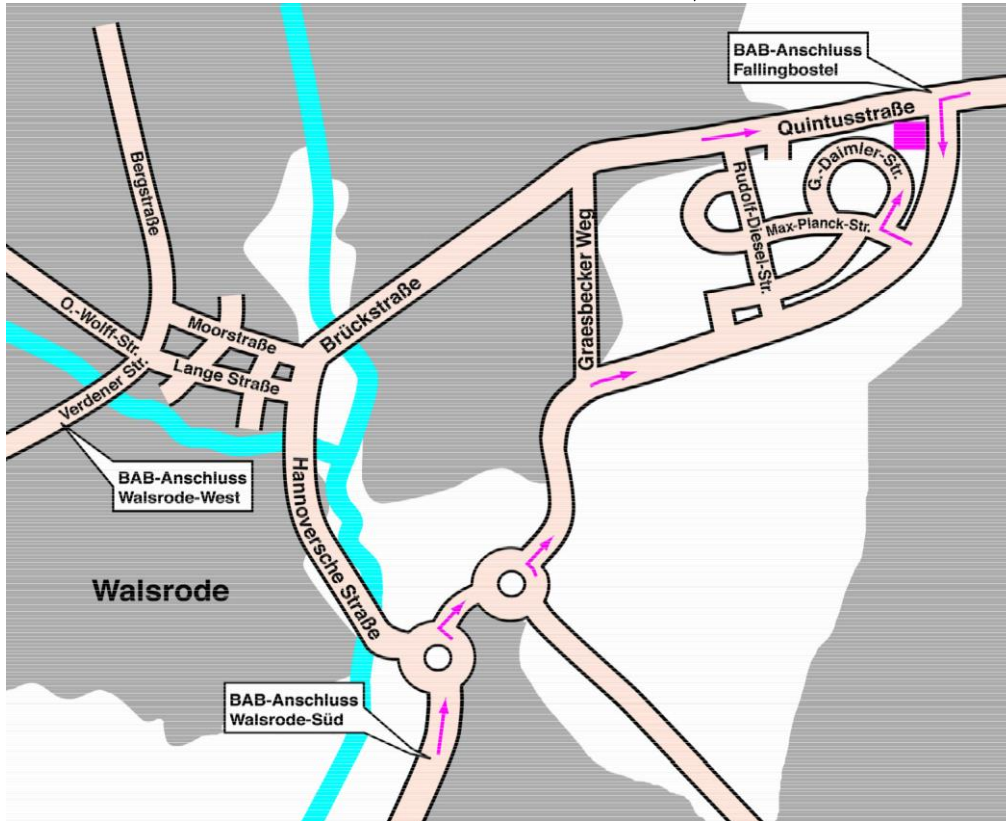 BAB-Anschluss
Fallingbostel
Quintusstraße
G.-Daimler-Str.
Rudolf-Diesel-Str.
Max-Planck-Str.
Bergstraße
Graesbecker Weg
Brückstraße
O.-Wolff-Str.
Moorstraße
Lange Straße
Verdener Str.
BAB-Anschluss
Walsrode-West
Hannoversche Straße
Walsrode
BAB-Anschluss
Walsrode-Süd